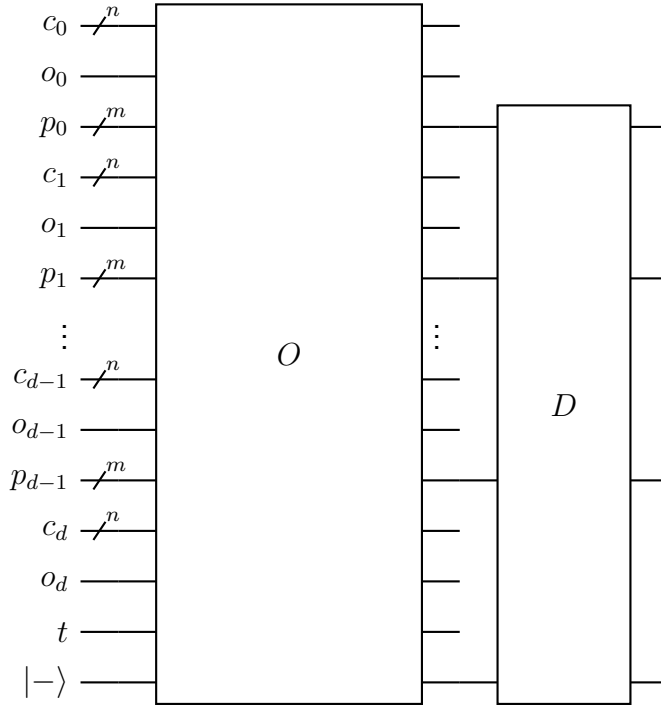 c_0 n
o_0
p_0 m
c_1 n
o_1
p_1 m
⋮ ⋮
O
c_{d-1} n
D
o_{d-1}
p_{d-1} m
c_d n
o_d
t
|−⟩